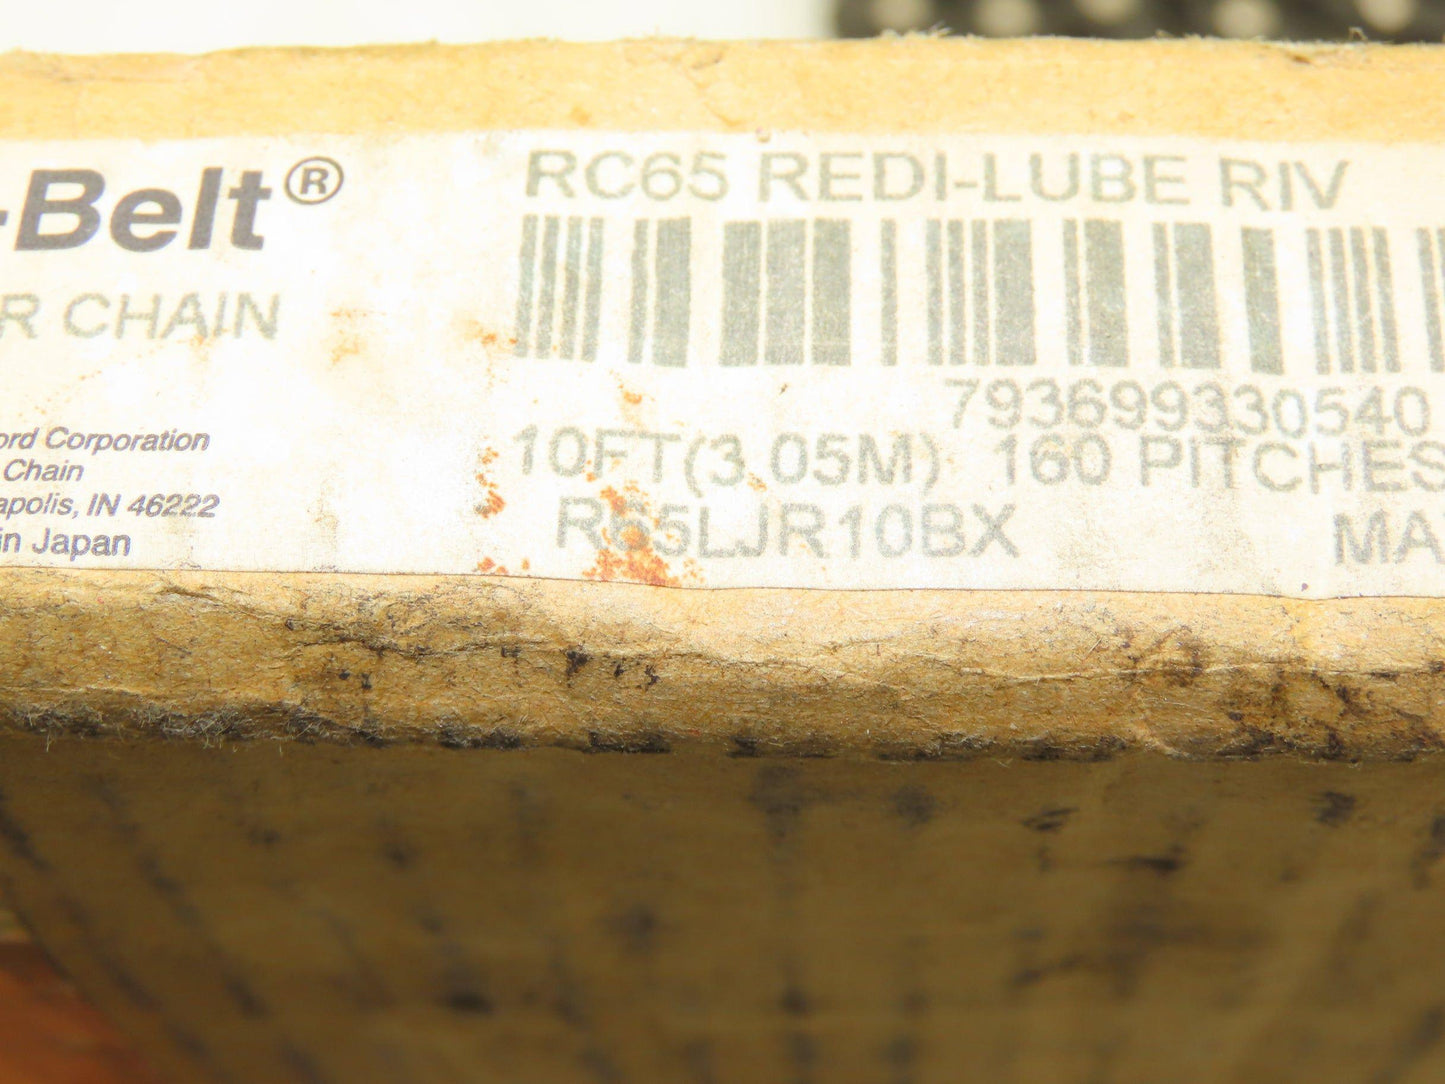 -Belt®
R CHAIN
ord Corporation
Chain
apolis, IN 46222
in Japan
RC65 REDI-LUBE RIV
793699330540
10FT(3.05M) 160 PITCHES
R65LJR10BX MA